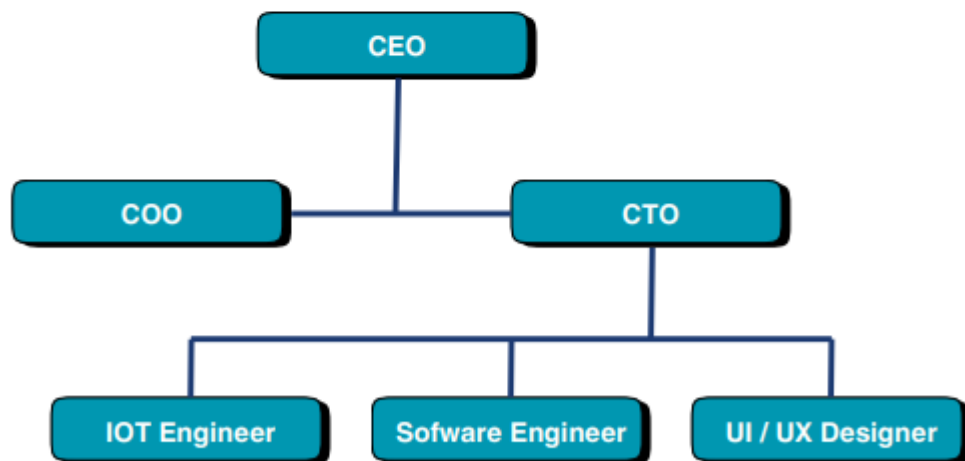 CEO
COO
CTO
IOT Engineer
Sofware Engineer
UI / UX Designer